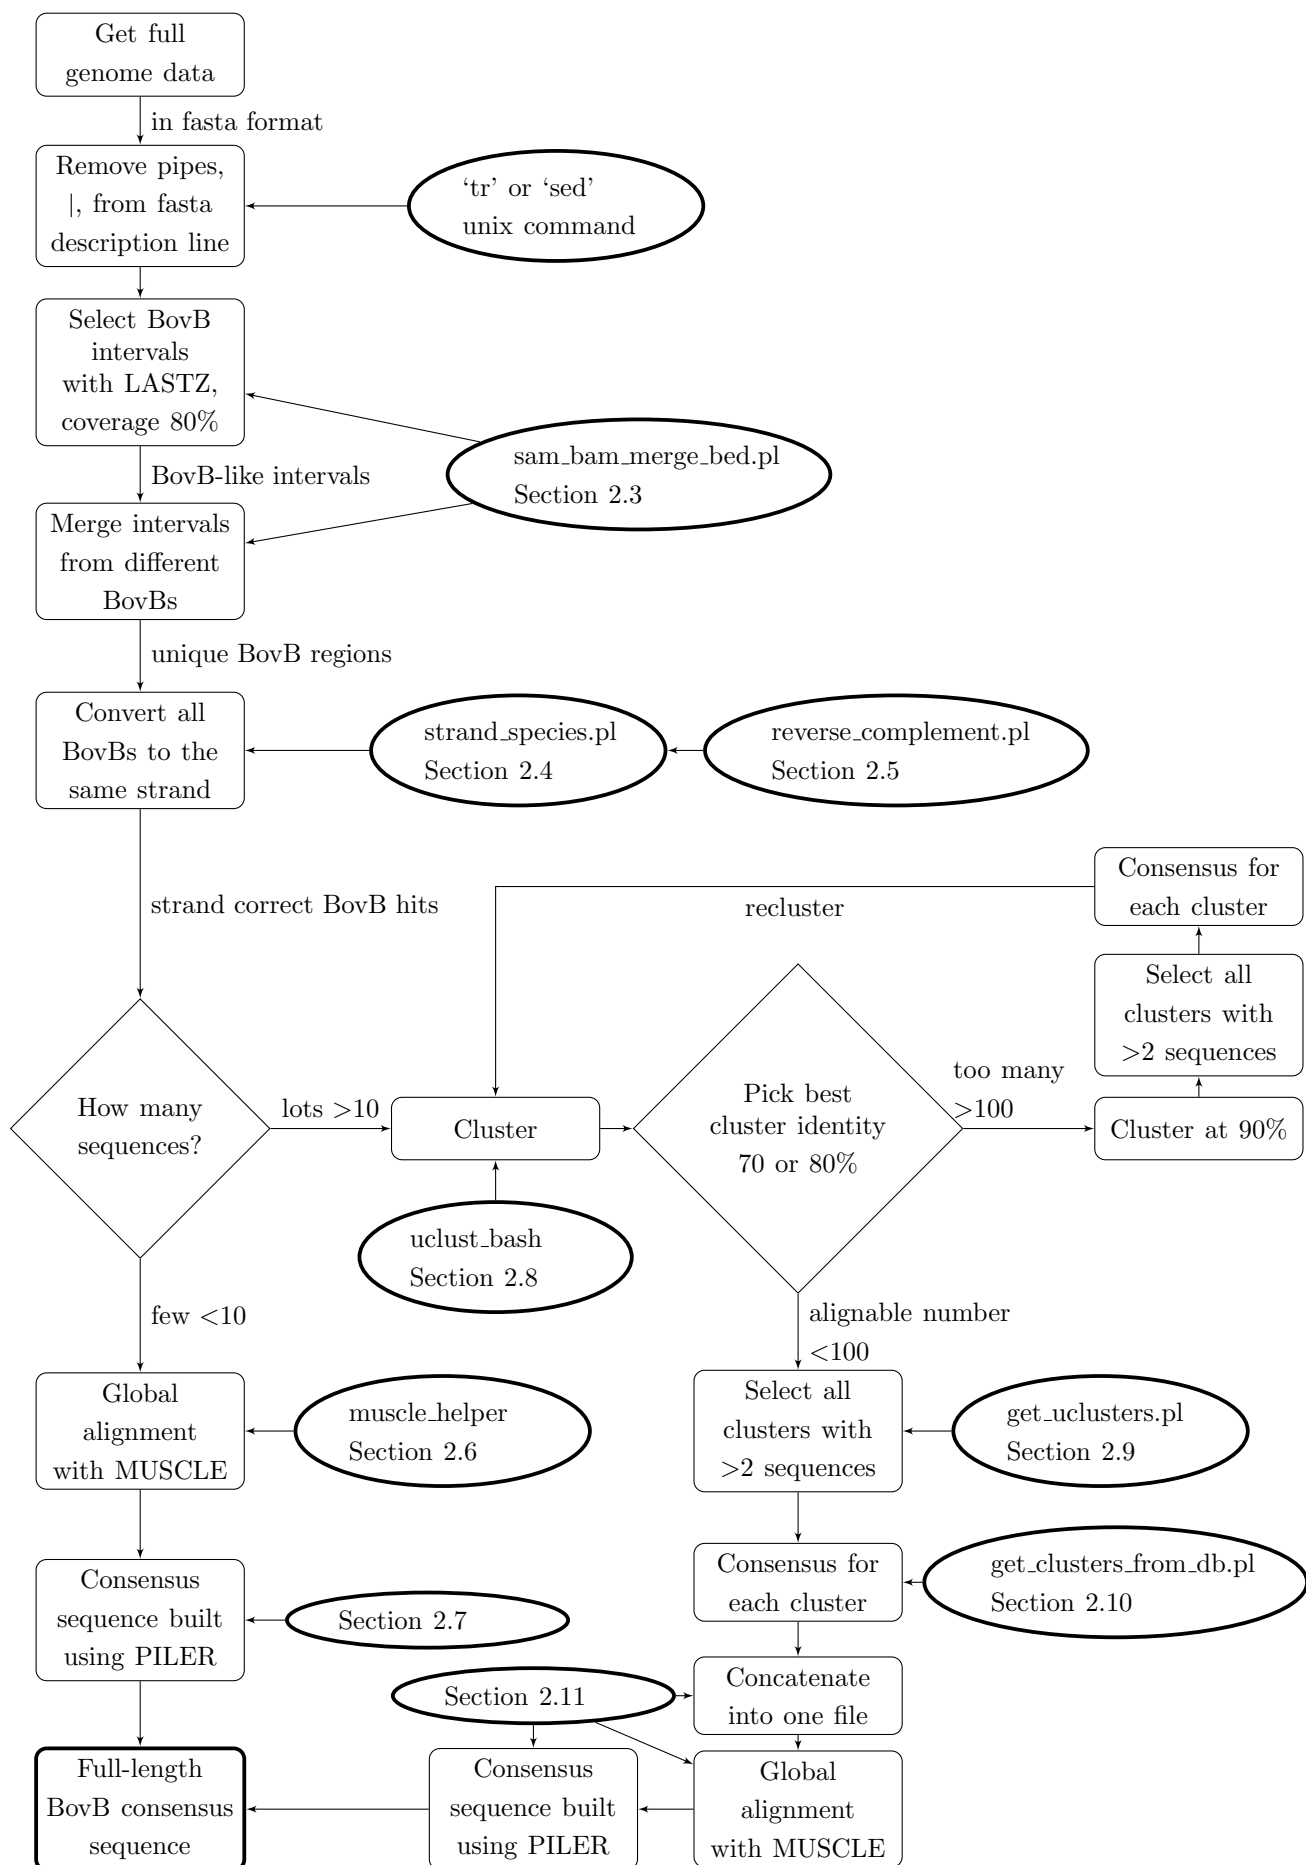 Get full
genome data
in fasta format
Remove pipes,
|, from fasta
description line
‘tr’ or ‘sed’
unix command
Select BovB
intervals
with LASTZ,
coverage 80%
sam_bam_merge_bed.pl
Section 2.3
BovB-like intervals
Merge intervals
from different
BovBs
unique BovB regions
Convert all
BovBs to the
same strand
strand_species.pl
Section 2.4
reverse_complement.pl
Section 2.5
strand correct BovB hits
recluster
Consensus for
each cluster
Select all
clusters with
>2 sequences
too many
>100
Cluster at 90%
How many
sequences?
lots >10
Cluster
Pick best
cluster identity
70 or 80%
uclust_bash
Section 2.8
few <10
alignable number
<100
Global
alignment
with MUSCLE
muscle_helper
Section 2.6
Select all
clusters with
>2 sequences
get_uclusters.pl
Section 2.9
Consensus
sequence built
using PILER
Section 2.7
Consensus for
each cluster
get_clusters_from_db.pl
Section 2.10
Section 2.11
Concatenate
into one file
Full-length
BovB consensus
sequence
Consensus
sequence built
using PILER
Global
alignment
with MUSCLE